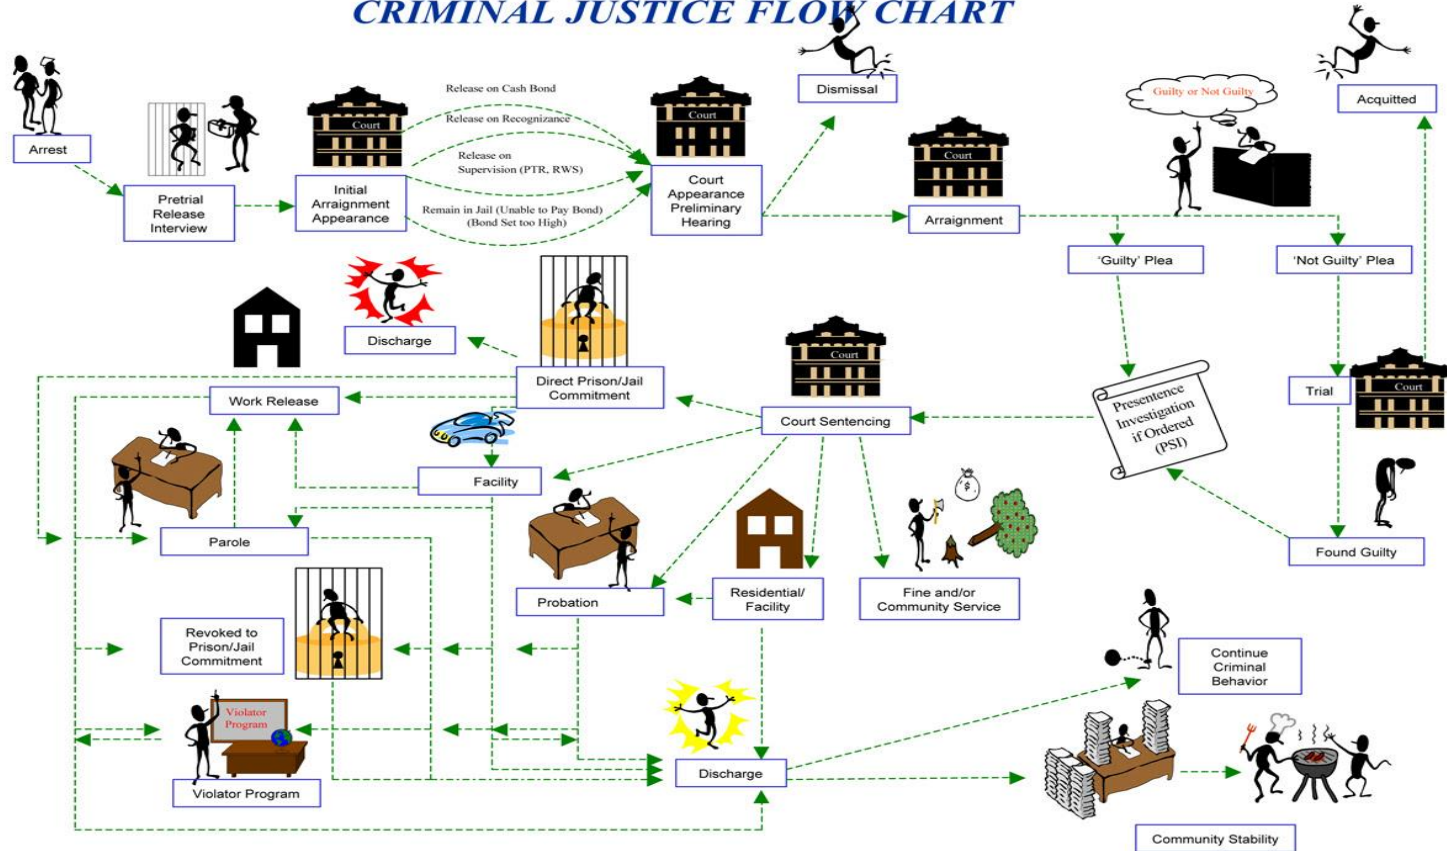 CRIMINAL JUSTICE FLOW CHART
Arrest
Pretrial
Release
Interview
Court
Initial
Arraignment
Appearance
Release on Cash Bond
Release on Recognizance
Release on
Supervision (PTR, RWS)
Remain in Jail (Unable to Pay Bond)
(Bond Set too High)
Court
Court
Appearance
Preliminary
Hearing
Dismissal
Court
Arraignment
Guilty or Not Guilty
Acquitted
'Guilty' Plea
'Not Guilty' Plea
Discharge
Direct Prison/Jail
Commitment
Work Release
Court
Court Sentencing
Presentence
Investigation
if Ordered
(PSI)
Trial
Court
Facility
$
Parole
Found Guilty
Probation
Residential/
Facility
Fine and/or
Community Service
Revoked to
Prison/Jail
Commitment
Continue
Criminal
Behavior
Violator
Program
Violator Program
Discharge
Community Stability